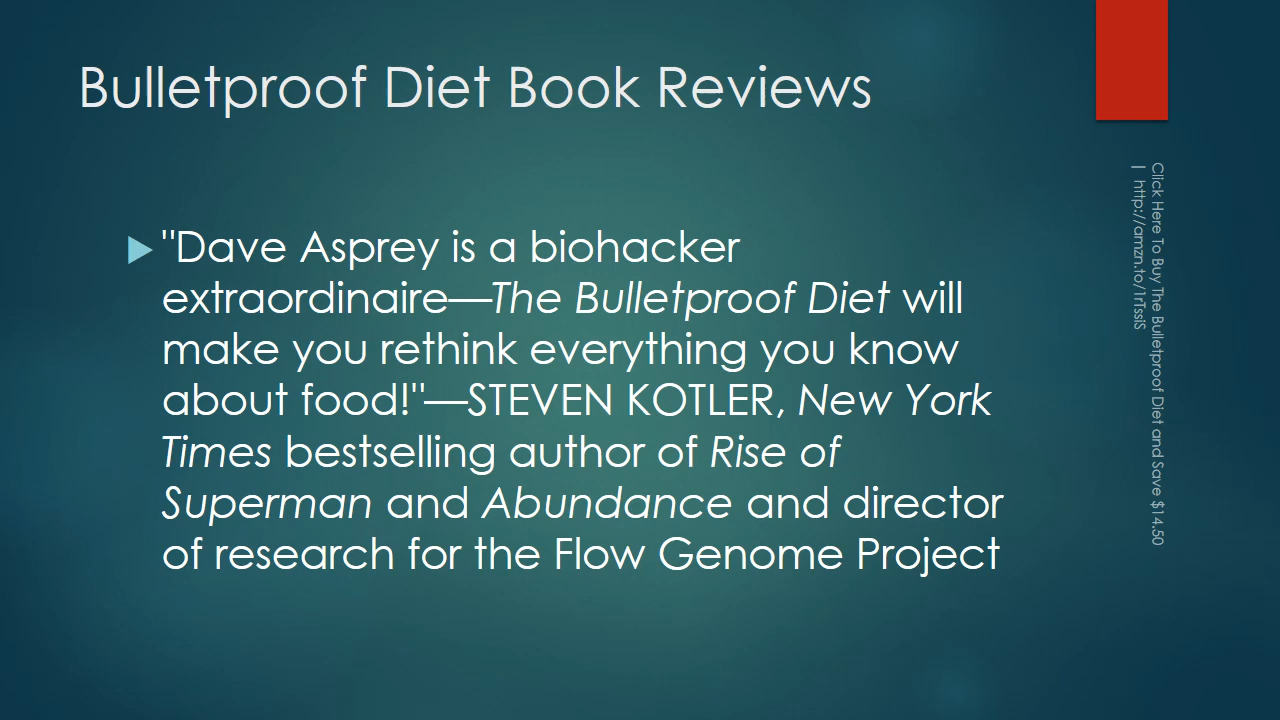 Bulletproof Diet Book Reviews
"Dave Asprey is a biohacker
extraordinaire—The Bulletproof Diet will
make you rethink everything you know
about food!"—STEVEN KOTLER, New York
Times bestselling author of Rise of
Superman and Abundance and director
of research for the Flow Genome Project
Click Here To Buy The Bulletproof Diet and Save $14.50
| http://amzn.to/1rTssiS